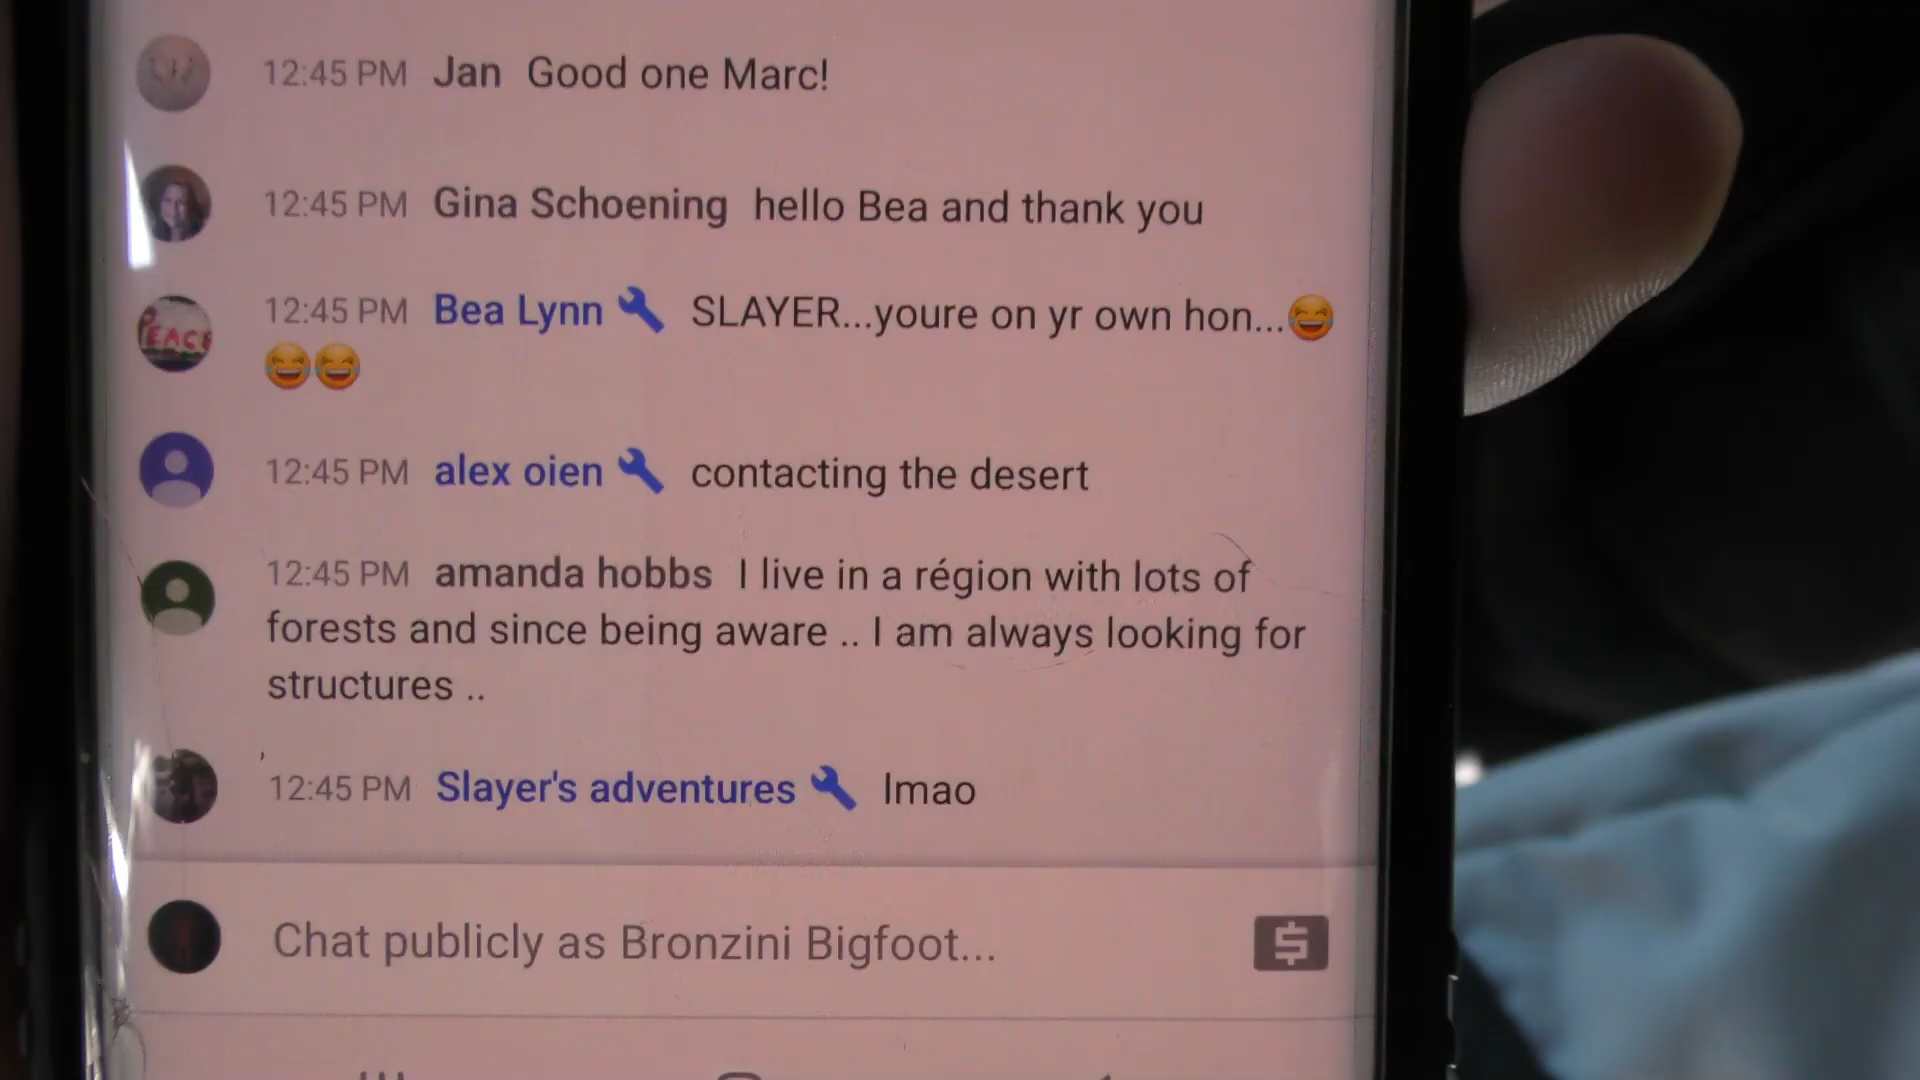 12:45 PM Jan Good one Marc!
12:45 PM Gina Schoening hello Bea and thank you
PEACE
12:45 PM Bea Lynn SLAYER...youre on yr own hon...😂
😂😂
12:45 PM alex oien contacting the desert
12:45 PM amanda hobbs I live in a région with lots of
forests and since being aware .. I am always looking for
structures ..
12:45 PM Slayer's adventures lmao
Chat publicly as Bronzini Bigfoot... $